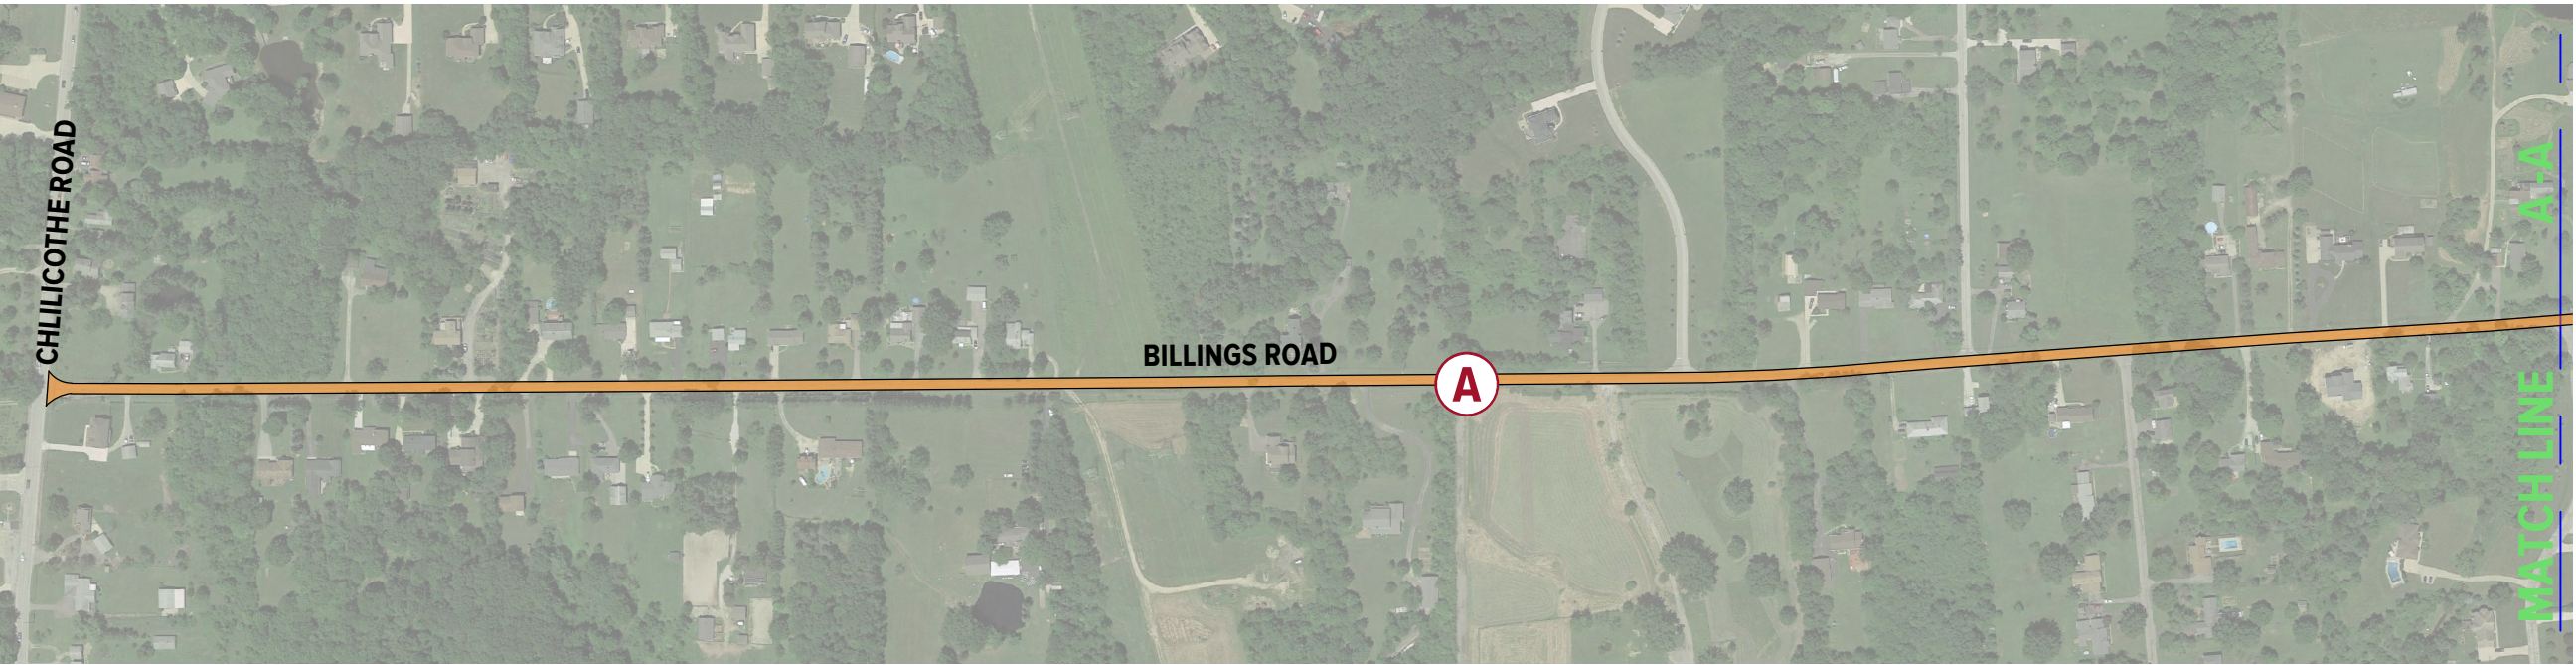 CHLILICOTHE ROAD
BILLINGS ROAD
A
MATCH LINE A-A